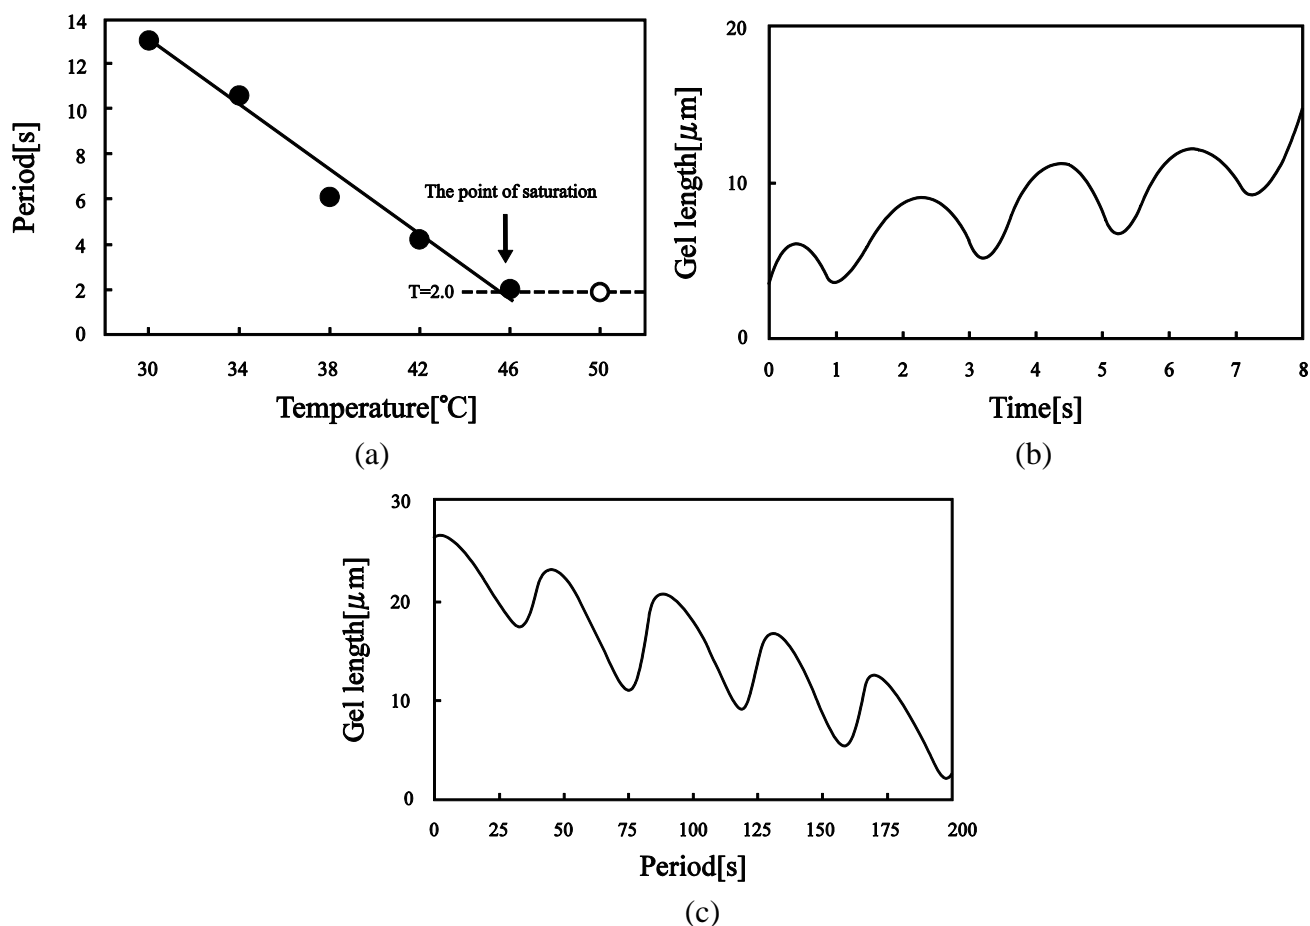 14
12
10
8
6
4
2
0
Period[s]
The point of saturation
T=2.0
30 34 38 42 46 50
Temperature[℃]
(a)
20
10
0
Gel length[μm]
0 1 2 3 4 5 6 7 8
Time[s]
(b)
30
20
10
0
Gel length[μm]
0 25 50 75 100 125 150 175 200
Period[s]
(c)